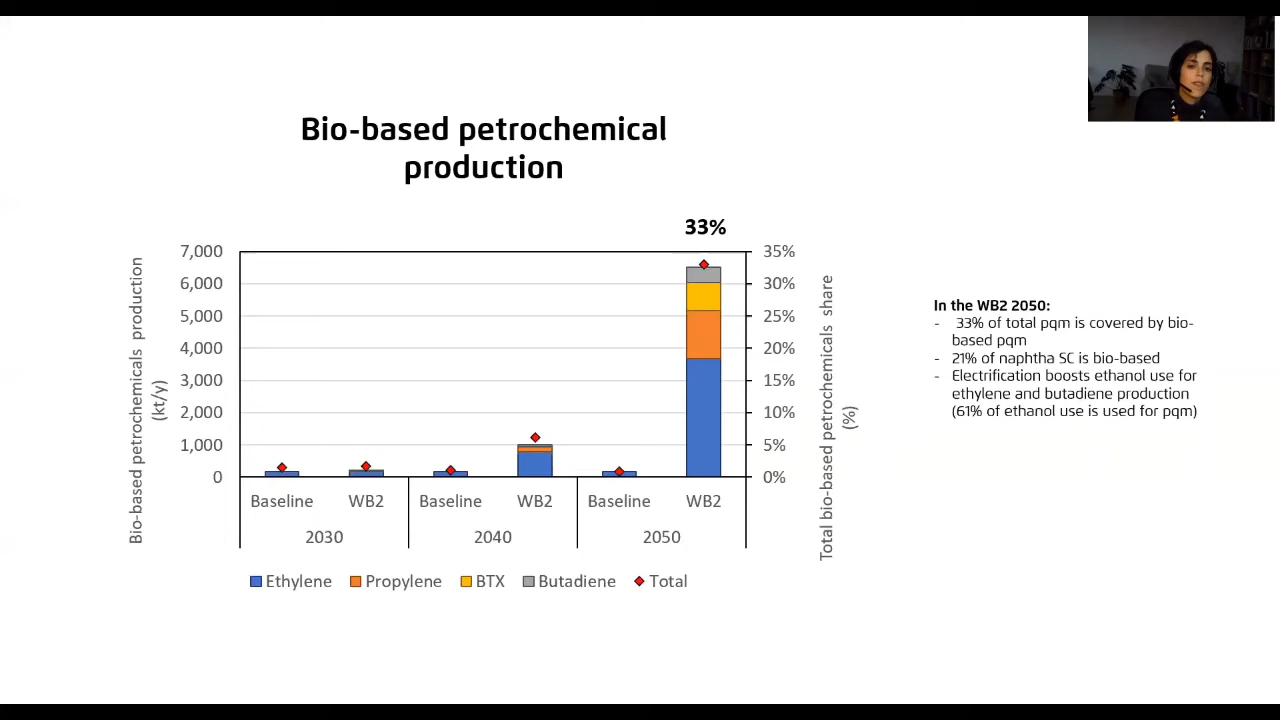 Bio-based petrochemical
production
33%
Bio-based petrochemicals production
(kt/y)
7,000
6,000
5,000
4,000
3,000
2,000
1,000
0
35%
30%
25%
20%
15%
10%
5%
0%
Total bio-based petrochemicals share
(%)
Baseline WB2 Baseline WB2 Baseline WB2
2030 2040 2050
Ethylene Propylene BTX Butadiene Total
In the WB2 2050:
- 33% of total pqm is covered by bio-
based pqm
- 21% of naphtha SC is bio-based
- Electrification boosts ethanol use for
ethylene and butadiene production
(61% of ethanol use is used for pqm)